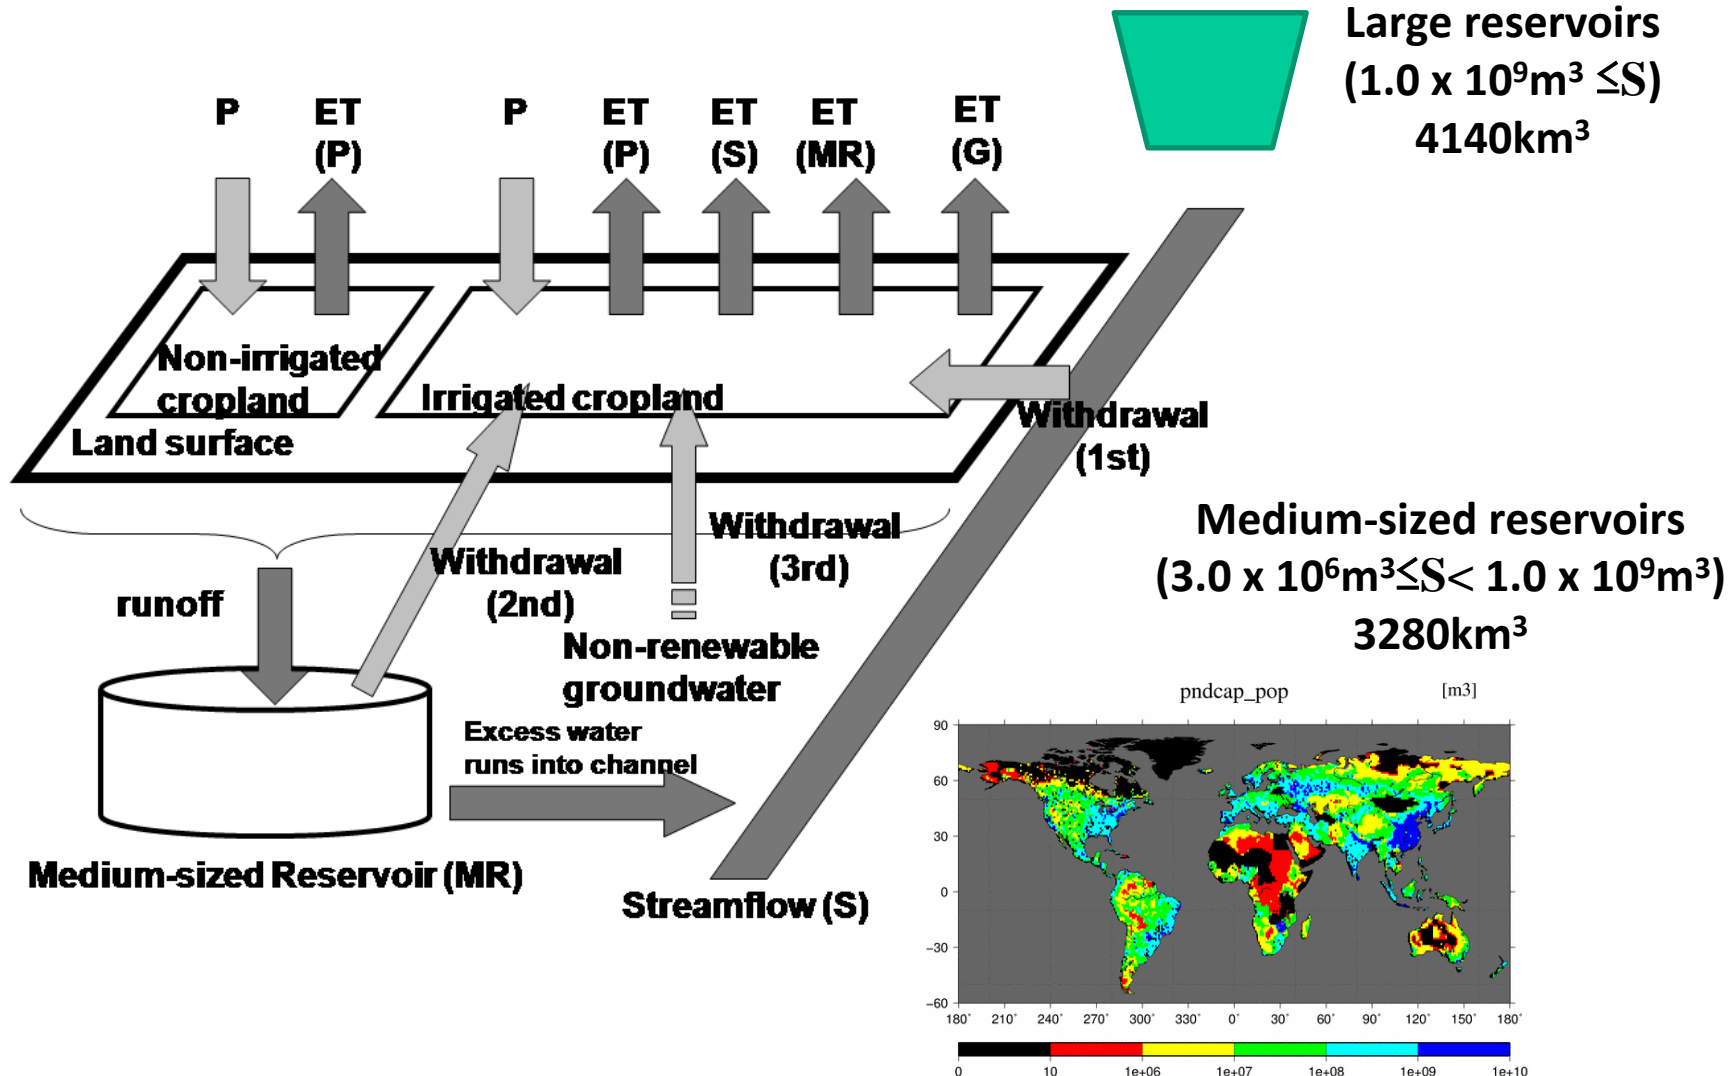 Large reservoirs
(1.0 x 10⁹m³ ≤S)
4140km³
P
ET
(P)
P
ET
(P)
ET
(S)
ET
(MR)
ET
(G)
Non-irrigated
cropland
Irrigated cropland
Land surface
Withdrawal
(1st)
Withdrawal
(2nd)
Withdrawal
(3rd)
runoff
Non-renewable
groundwater
Excess water
runs into channel
Medium-sized Reservoir (MR)
Streamflow (S)
Medium-sized reservoirs
(3.0 x 10⁶m³≤S< 1.0 x 10⁹m³)
3280km³
pndcap_pop [m3]
90
60
30
0
−30
−60
180° 210° 240° 270° 300° 330° 0° 30° 60° 90° 120° 150° 180°
0 10 1e+06 1e+07 1e+08 1e+09 1e+10